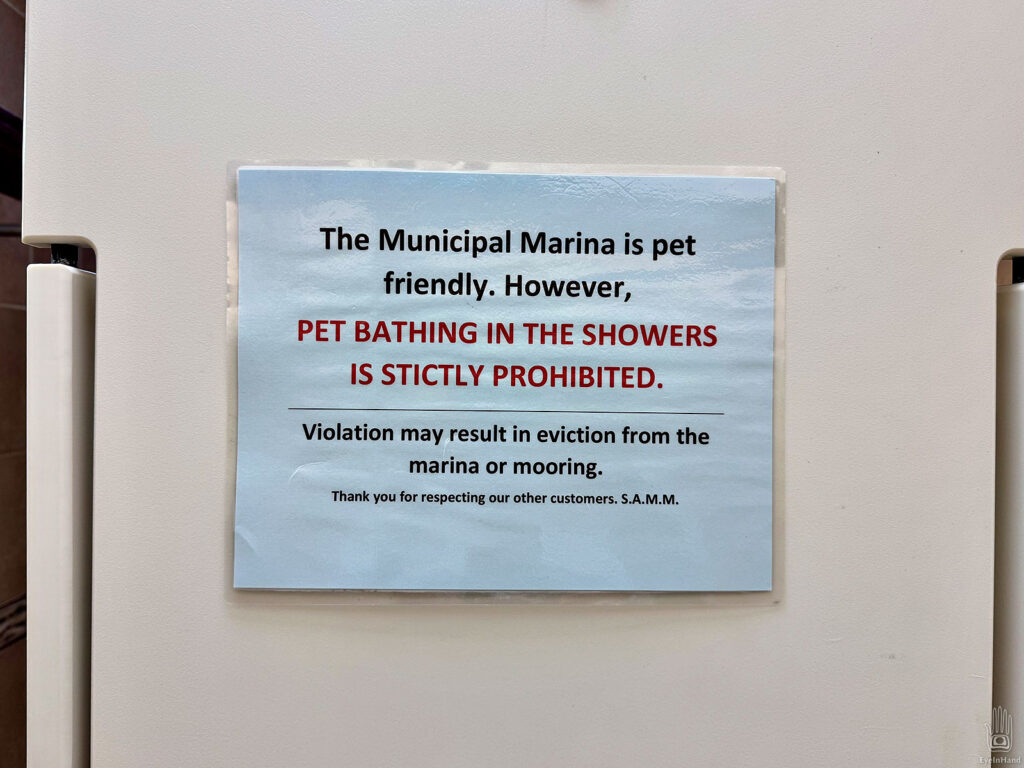 The Municipal Marina is pet
friendly. However,
PET BATHING IN THE SHOWERS
IS STICTLY PROHIBITED.
Violation may result in eviction from the
marina or mooring.
Thank you for respecting our other customers. S.A.M.M.
EyeInHand